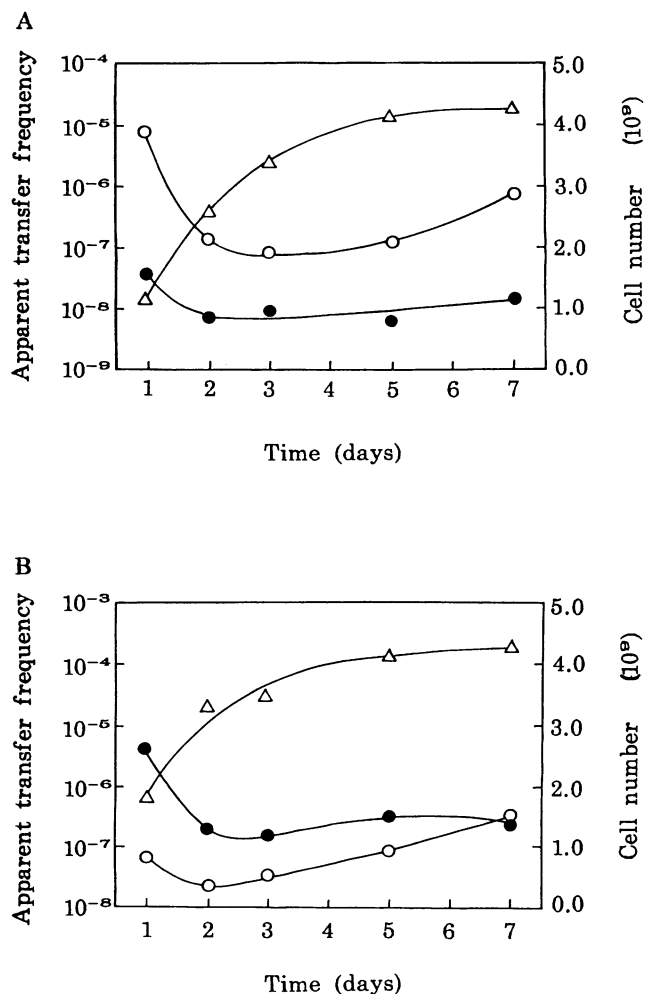 A
Apparent transfer frequency
10⁻⁴
10⁻⁵
10⁻⁶
10⁻⁷
10⁻⁸
10⁻⁹
5.0
4.0
3.0
2.0
1.0
0.0
Cell number (10⁹)
1 2 3 4 5 6 7
Time (days)
B
Apparent transfer frequency
10⁻³
10⁻⁴
10⁻⁵
10⁻⁶
10⁻⁷
10⁻⁸
5.0
4.0
3.0
2.0
1.0
0.0
Cell number (10⁹)
1 2 3 4 5 6 7
Time (days)